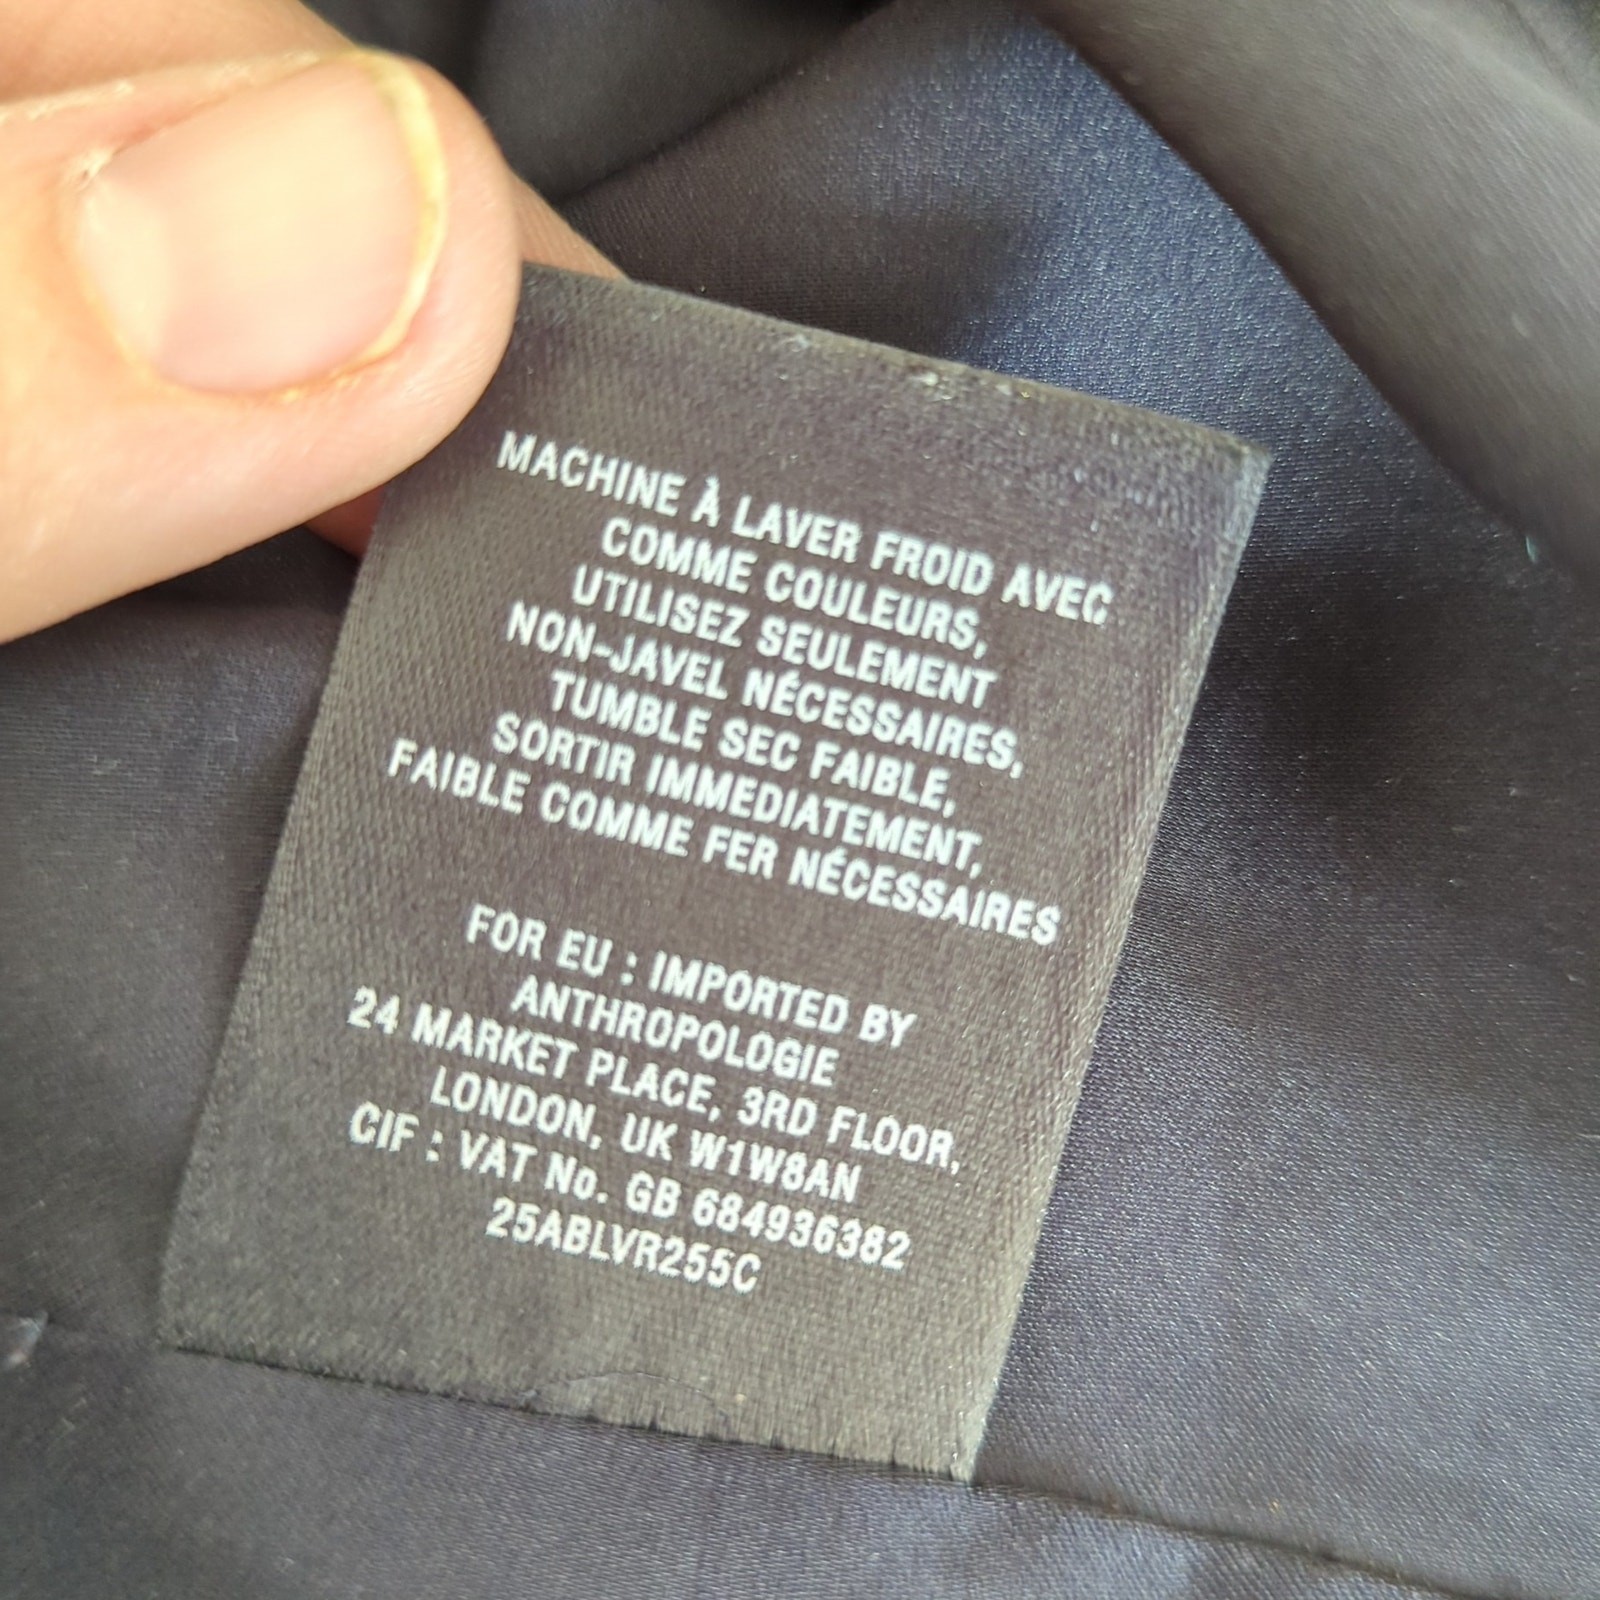 MACHINE À LAVER FROID AVEC
COMME COULEURS,
UTILISEZ SEULEMENT
NON-JAVEL NÉCESSAIRES,
TUMBLE SEC FAIBLE,
SORTIR IMMEDIATEMENT,
FAIBLE COMME FER NÉCESSAIRES
FOR EU : IMPORTED BY
ANTHROPOLOGIE
24 MARKET PLACE, 3RD FLOOR,
LONDON, UK W1W8AN
CIF : VAT No. GB 684936382
25ABLVR255C